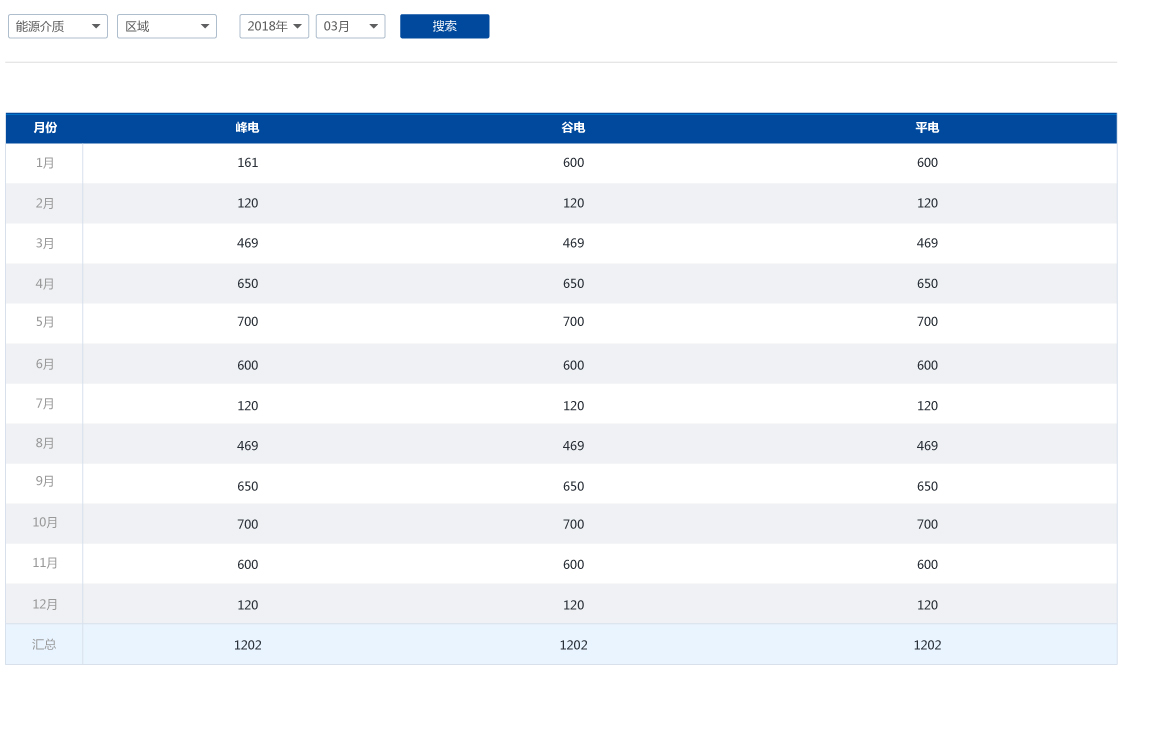 能源介质 区域 2018年 03月 搜索
月份 峰电 谷电 平电
1月 161 600 600
2月 120 120 120
3月 469 469 469
4月 650 650 650
5月 700 700 700
6月 600 600 600
7月 120 120 120
8月 469 469 469
9月 650 650 650
10月 700 700 700
11月 600 600 600
12月 120 120 120
汇总 1202 1202 1202